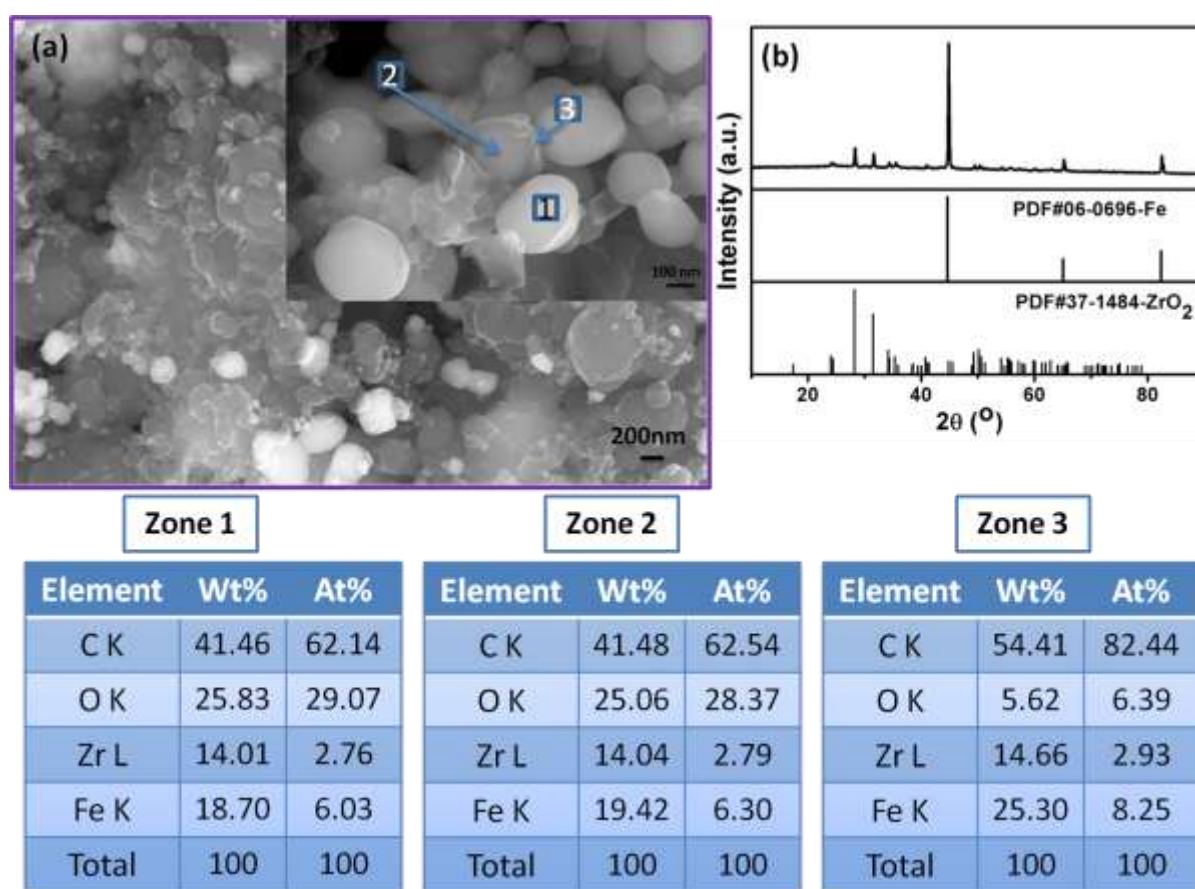 (a)
2
3
1
100 nm
200nm
(b)
Intensity (a.u.)
PDF#06-0696-Fe
PDF#37-1484-ZrO2
20 40 60 80
2θ (O)
Zone 1 Zone 2 Zone 3
Element Wt% At% Element Wt% At% Element Wt% At%
C K 41.46 62.14 C K 41.48 62.54 C K 54.41 82.44
O K 25.83 29.07 O K 25.06 28.37 O K 5.62 6.39
Zr L 14.01 2.76 Zr L 14.04 2.79 Zr L 14.66 2.93
Fe K 18.70 6.03 Fe K 19.42 6.30 Fe K 25.30 8.25
Total 100 100 Total 100 100 Total 100 100